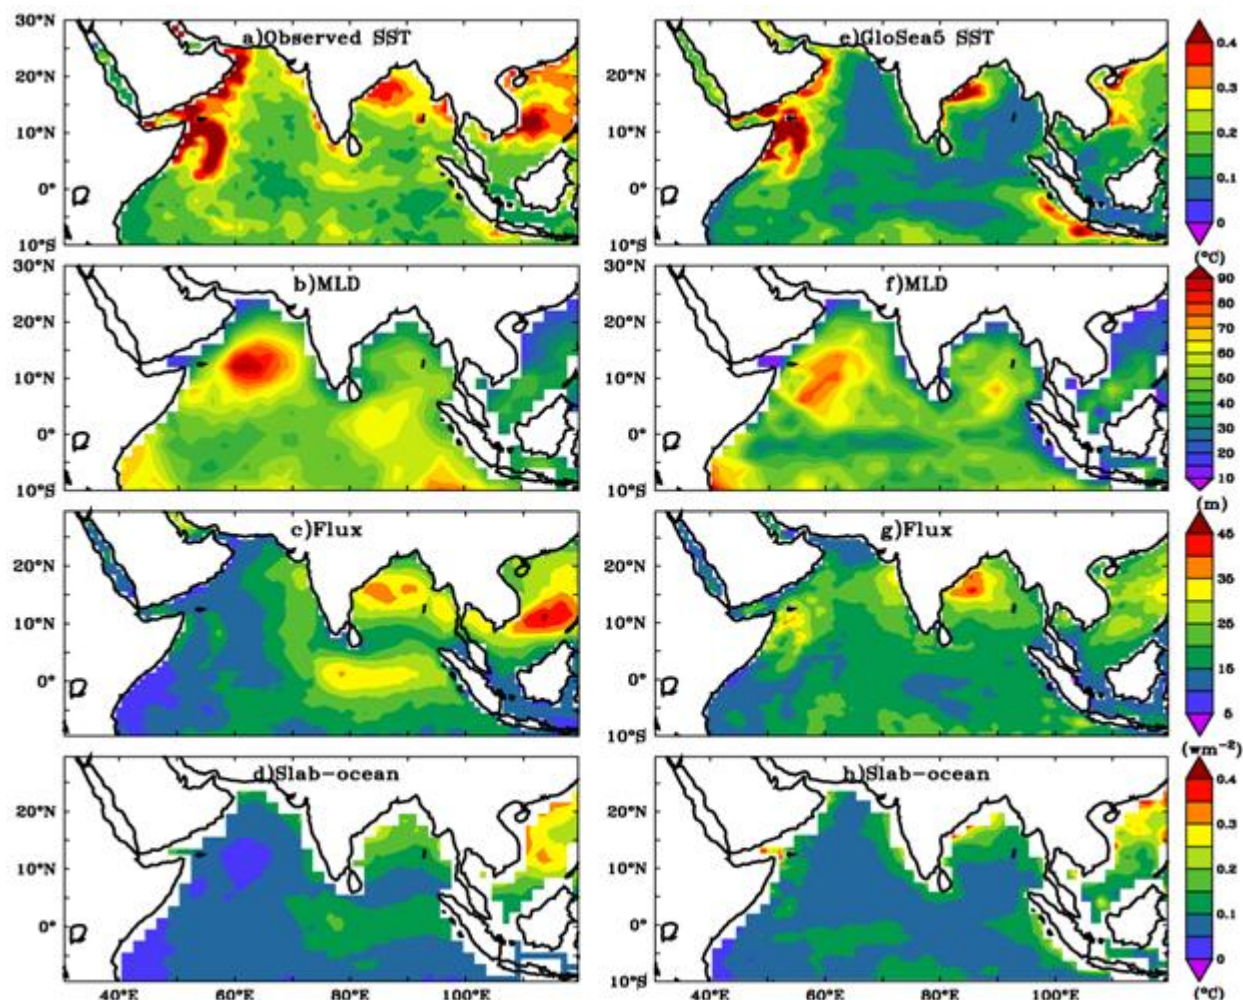 30°N a)Observed SST e)GloSea5 SST 0.4
20°N 20°N 0.3
10°N 10°N 0.2
0° 0° 0.1
10°S 10°S 0
(°C)
30°N b)MLD f)MLD 90
20°N 20°N 80
70
10°N 10°N 60
50
0° 0° 40
30
20
10°S 10°S 10
(m)
c)Flux g)Flux 45
20°N 20°N 35
10°N 10°N 25
0° 0° 15
10°S 10°S 5
(wm⁻²)
d)Slab-ocean h)Slab-ocean 0.4
20°N 20°N 0.3
10°N 10°N 0.2
0° 0° 0.1
10°S 0
40°E 60°E 80°E 100°E 40°E 60°E 80°E 100°E (°C)